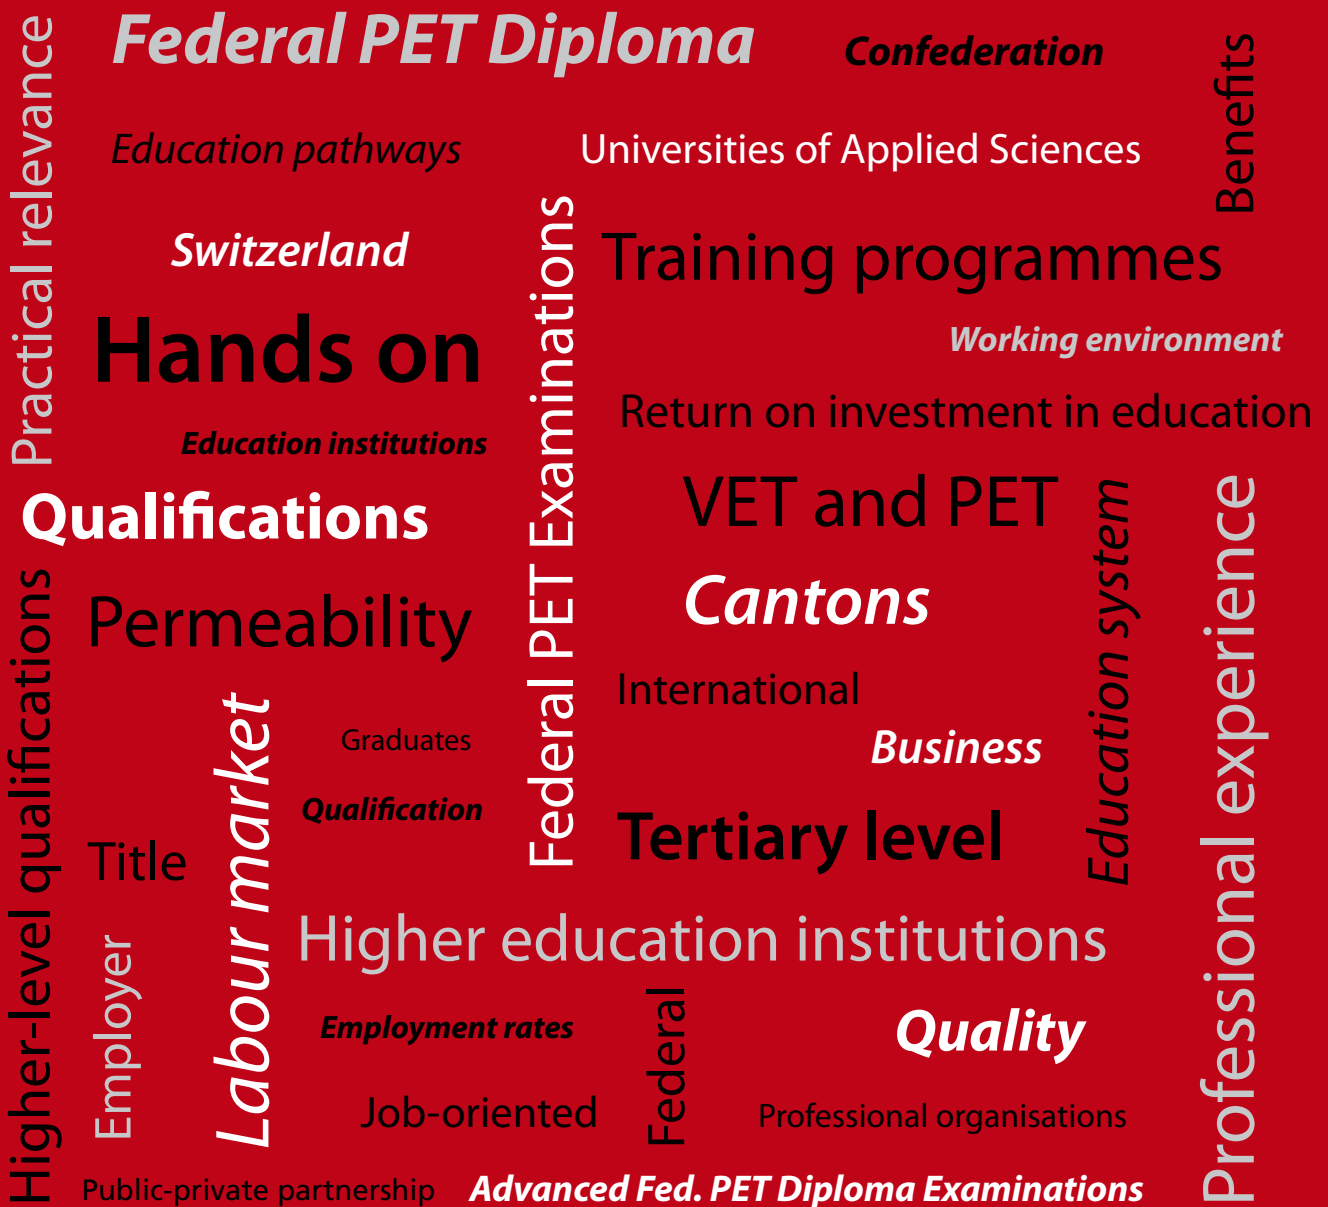 Federal PET Diploma
Confederation
Benefits
Practical relevance
Education pathways
Universities of Applied Sciences
Switzerland
Federal PET Examinations
Training programmes
Hands on
Working environment
Return on investment in education
Education institutions
Qualifications
VET and PET
Education system
Professional experience
Higher-level qualifications
Permeability
Cantons
International
Labour market
Graduates
Business
Qualification
Tertiary level
Title
Higher education institutions
Employer
Employment rates
Federal
Quality
Job-oriented
Professional organisations
Public-private partnership
Advanced Fed. PET Diploma Examinations